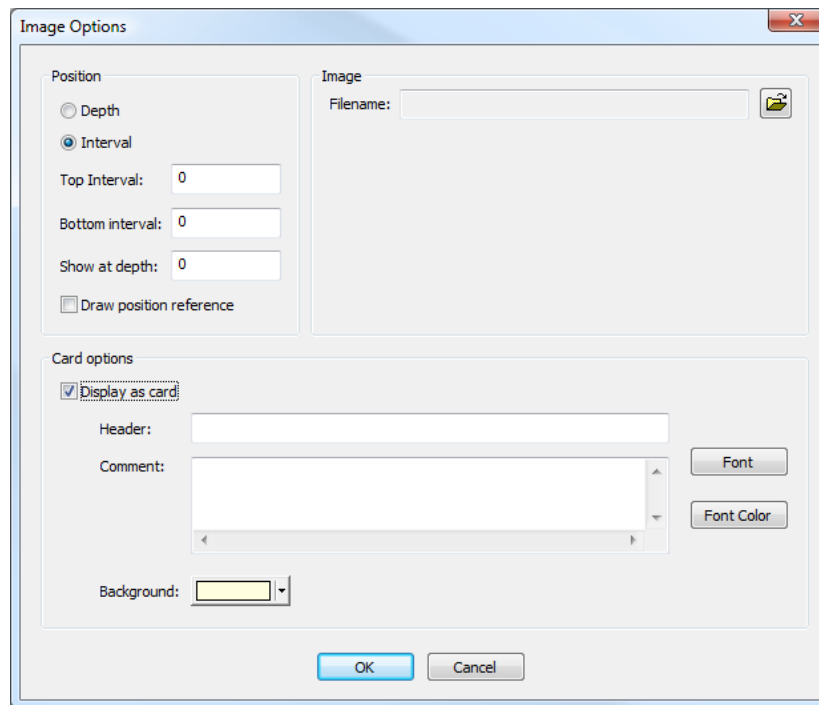 Image Options
Position
Depth
Interval
Top Interval: 0
Bottom interval: 0
Show at depth: 0
Draw position reference
Image
Filename:
Card options
Display as card
Header:
Comment:
Font
Font Color
Background:
OK
Cancel